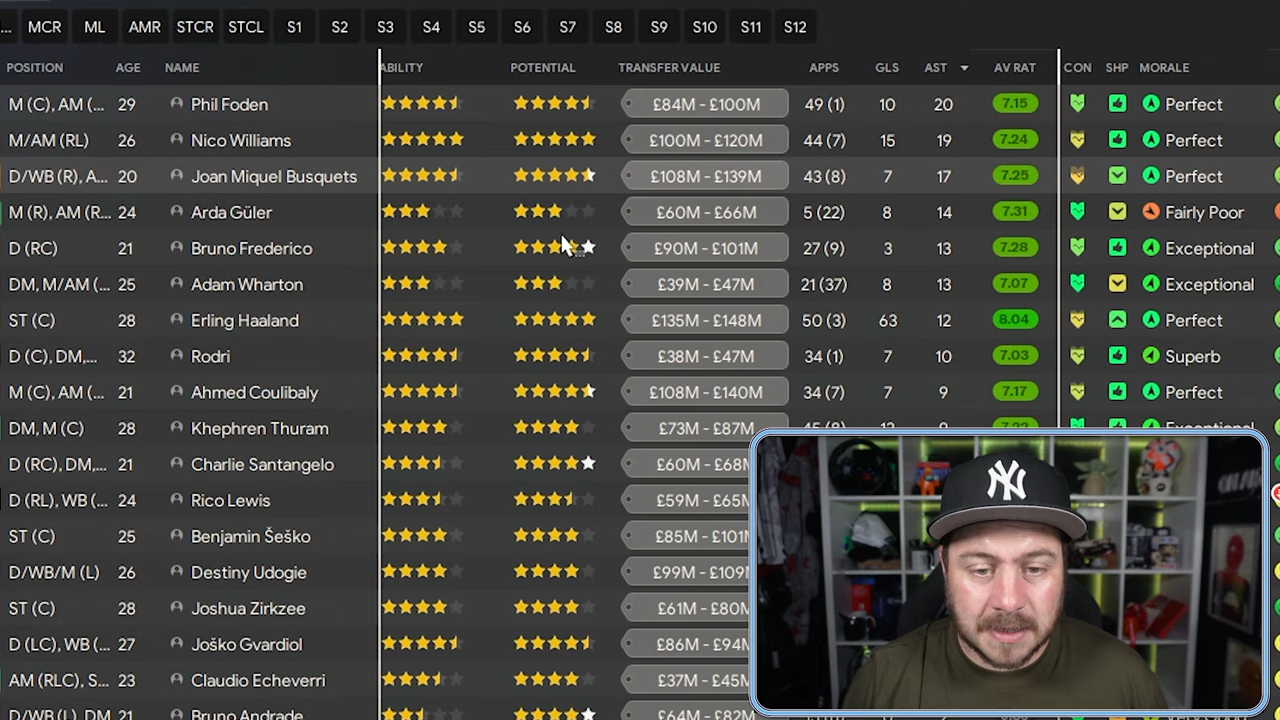 ... MCR ML AMR STCR STCL S1 S2 S3 S4 S5 S6 S7 S8 S9 S10 S11 S12
POSITION AGE NAME ABILITY POTENTIAL TRANSFER VALUE APPS GLS AST AV RAT CON SHP MORALE
M (C), AM (... 29 Phil Foden £84M - £100M 49 (1) 10 20 7.15 Perfect
M/AM (RL) 26 Nico Williams £100M - £120M 44 (7) 15 19 7.24 Perfect
D/WB (R), A... 20 Joan Miquel Busquets £108M - £139M 43 (8) 7 17 7.25 Perfect
M (R), AM (R... 24 Arda Güler £60M - £66M 5 (22) 8 14 7.31 Fairly Poor
D (RC) 21 Bruno Frederico £90M - £101M 27 (9) 3 13 7.28 Exceptional
DM, M/AM (... 25 Adam Wharton £39M - £47M 21 (37) 8 13 7.07 Exceptional
ST (C) 28 Erling Haaland £135M - £148M 50 (3) 63 12 8.04 Perfect
D (C), DM,... 32 Rodri £38M - £47M 34 (1) 7 10 7.03 Superb
M (C), AM (... 21 Ahmed Coulibaly £108M - £140M 34 (7) 7 9 7.17 Perfect
DM, M (C) 28 Khephren Thuram £73M - £87M
D (RC), DM,... 21 Charlie Santangelo £60M - £68M
D (RL), WB (... 24 Rico Lewis £59M - £65M
ST (C) 25 Benjamin Šeško £85M - £101M
D/WB/M (L) 26 Destiny Udogie £99M - £109M
ST (C) 28 Joshua Zirkzee £61M - £80M
D (LC), WB (... 27 Joško Gvardiol £86M - £94M
AM (RLC), S... 23 Claudio Echeverri £37M - £45M
D/WB (L), DM 21 Bruno Andrade £64M - £82M
NY